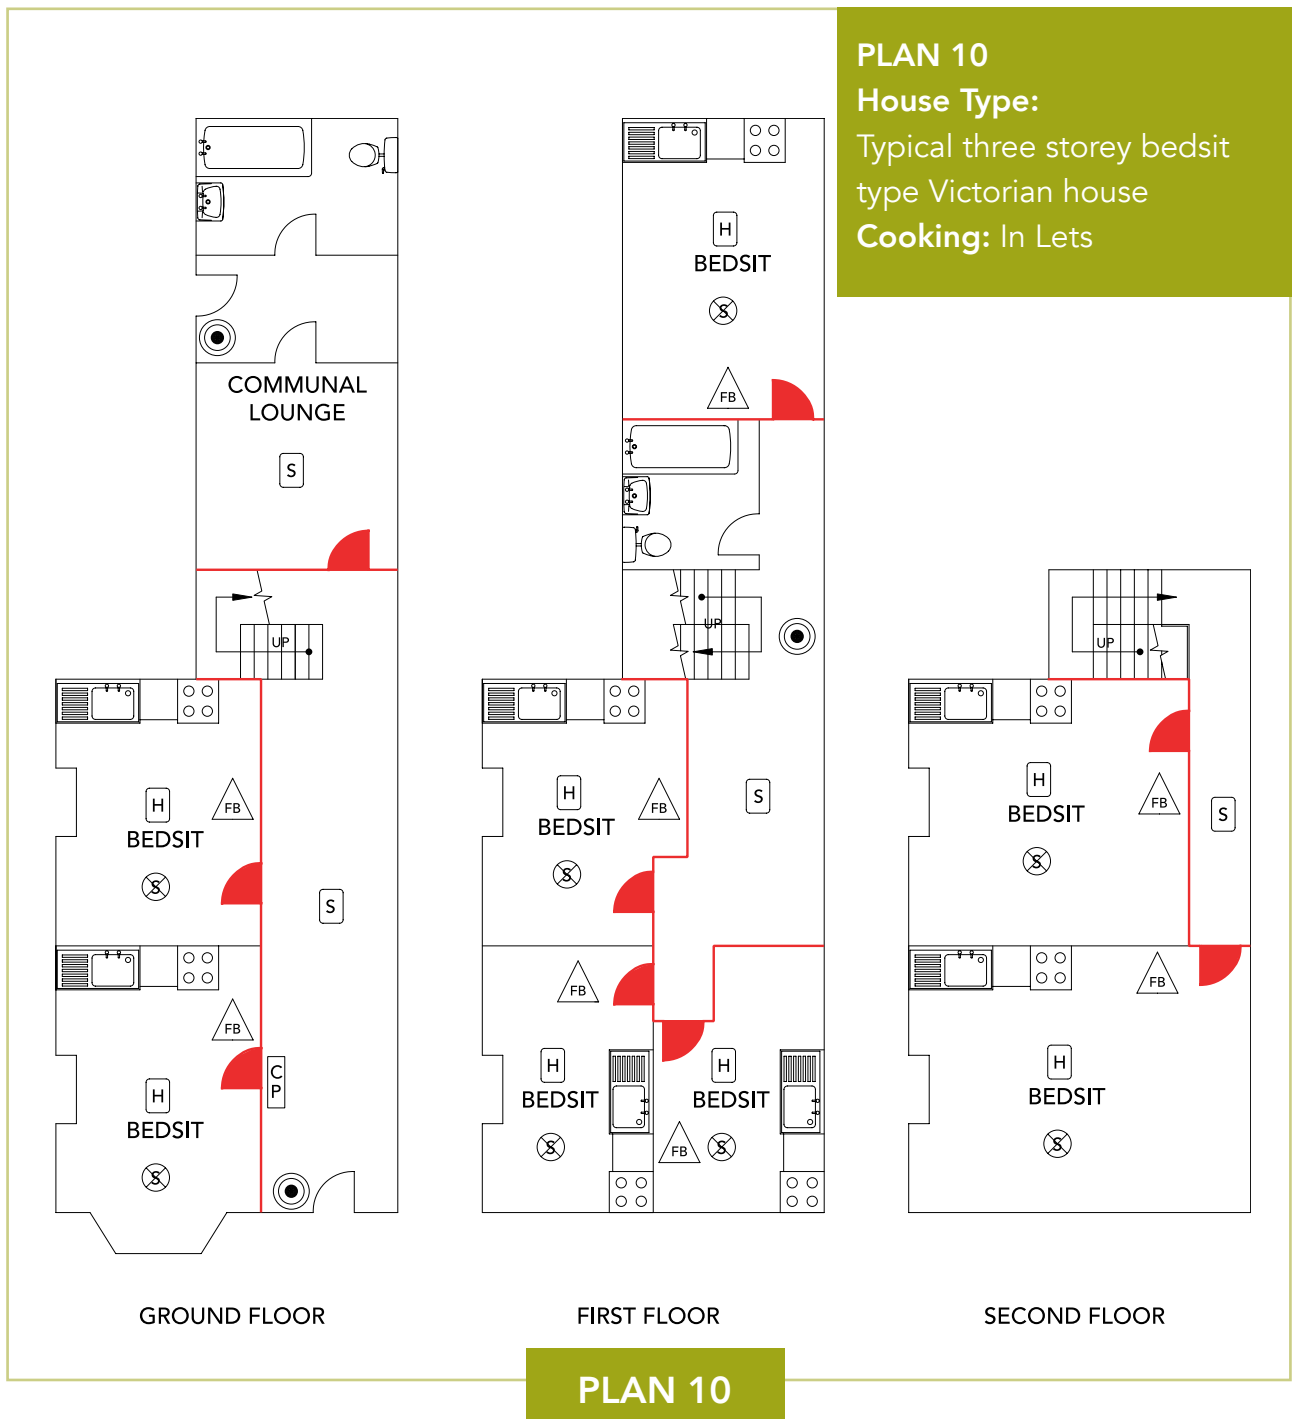 PLAN 10
House Type:
Typical three storey bedsit
type Victorian house
Cooking: In Lets
COMMUNAL
LOUNGE
S
UP
H
FB
BEDSIT
S
S
FB
C
P
H
BEDSIT
S
GROUND FLOOR
H
BEDSIT
S
FB
UP
H
FB
S
BEDSIT
S
FB
H
BEDSIT
S
H
BEDSIT
FB
S
FIRST FLOOR
UP
H
FB
BEDSIT
S
S
FB
H
BEDSIT
S
SECOND FLOOR
PLAN 10